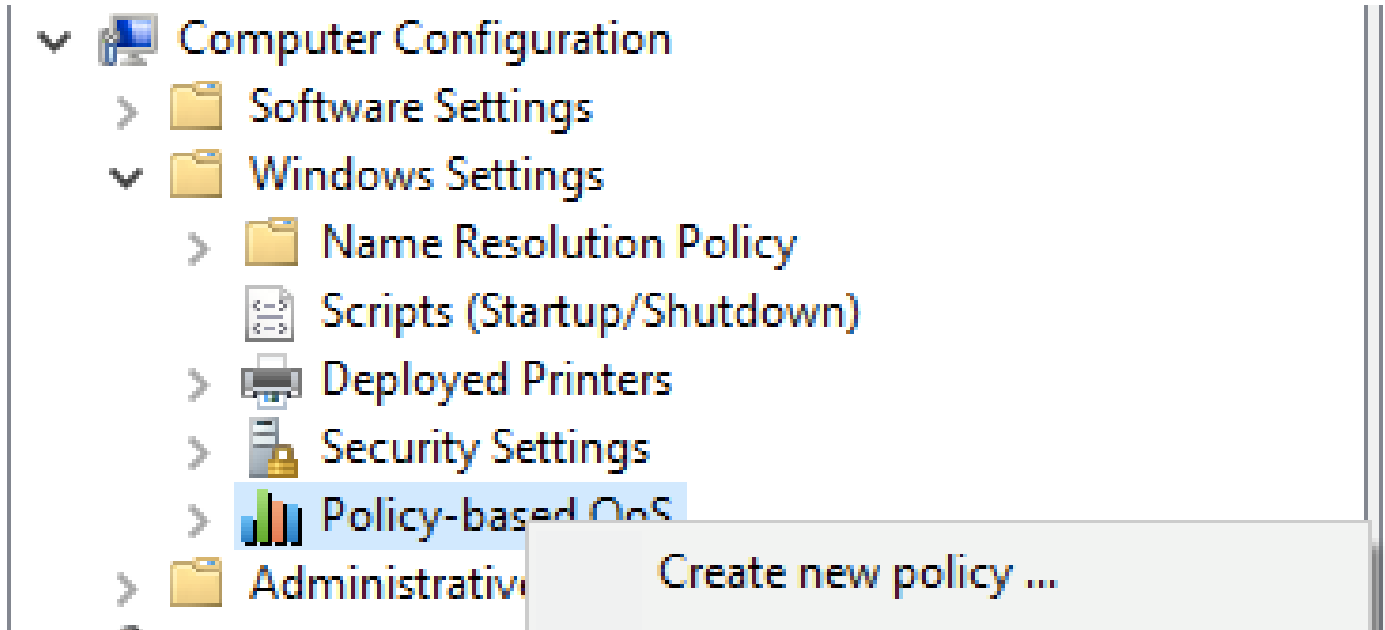 Computer Configuration
Software Settings
Windows Settings
Name Resolution Policy
Scripts (Startup/Shutdown)
Deployed Printers
Security Settings
Policy-based QoS
Administrative
Create new policy ...